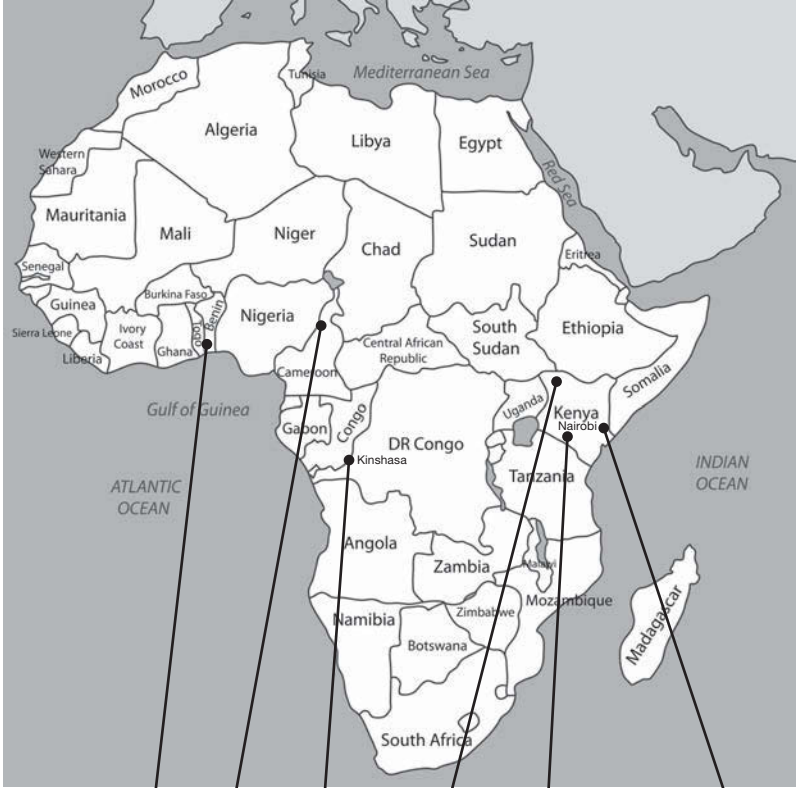 Mediterranean Sea
Tunisia
Morocco
Algeria
Libya
Egypt
Western
Sahara
Red Sea
Mauritania
Mali
Niger
Chad
Sudan
Eritrea
Senegal
Burkina Faso
Guinea
Benin
Nigeria
Togo
Ivory
Coast
Ghana
Sierra Leone
Liberia
Central African
Republic
South
Sudan
Ethiopia
Somalia
Cameroon
Gulf of Guinea
Uganda
Kenya
Nairobi
Gabon
Congo
DR Congo
Kinshasa
Tanzania
ATLANTIC
OCEAN
INDIAN
OCEAN
Angola
Zambia
Malawi
Mozambique
Namibia
Zimbabwe
Botswana
Madagascar
South Africa